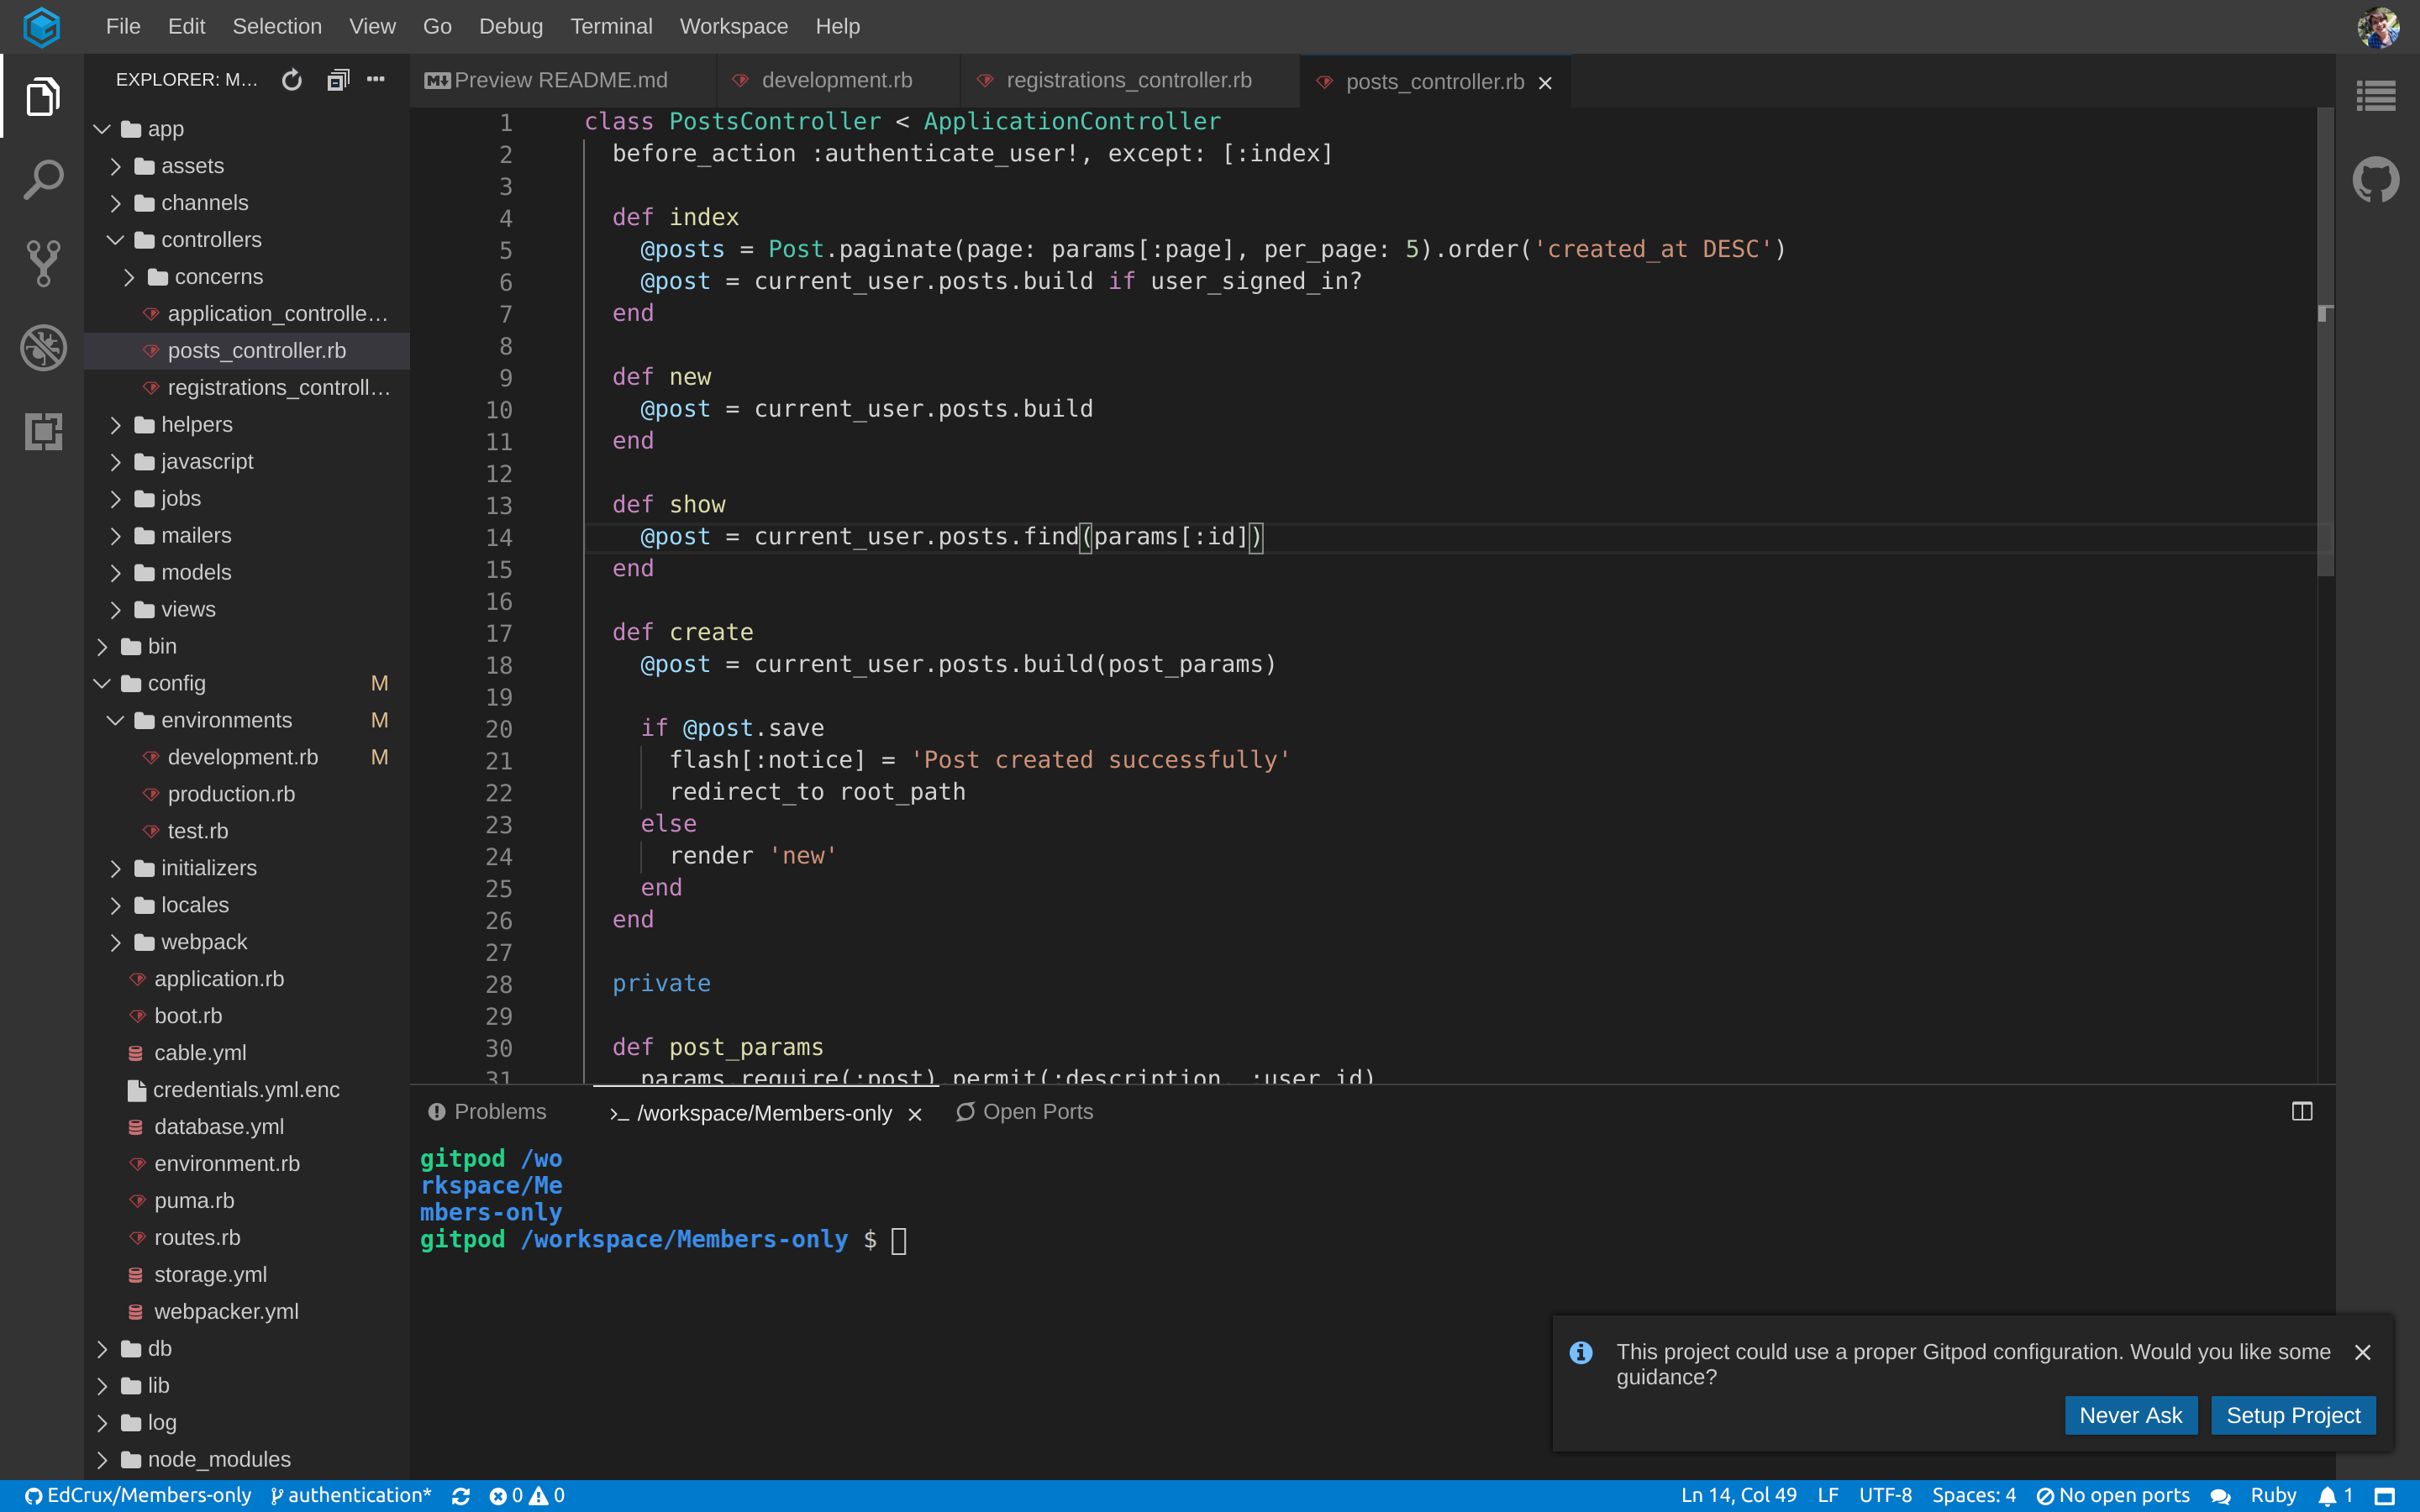 File Edit Selection View Go Debug Terminal Workspace Help
EXPLORER: M...
Preview README.md development.rb registrations_controller.rb posts_controller.rb
app
assets
channels
controllers
concerns
application_controlle...
posts_controller.rb
registrations_controll...
helpers
javascript
jobs
mailers
models
views
bin
config M
environments M
development.rb M
production.rb
test.rb
initializers
locales
webpack
application.rb
boot.rb
cable.yml
credentials.yml.enc
database.yml
environment.rb
puma.rb
routes.rb
storage.yml
webpacker.yml
db
lib
log
node_modules
1 class PostsController < ApplicationController
2 before_action :authenticate_user!, except: [:index]
3
4 def index
5 @posts = Post.paginate(page: params[:page], per_page: 5).order('created_at DESC')
6 @post = current_user.posts.build if user_signed_in?
7 end
8
9 def new
10 @post = current_user.posts.build
11 end
12
13 def show
14 @post = current_user.posts.find(params[:id])
15 end
16
17 def create
18 @post = current_user.posts.build(post_params)
19
20 if @post.save
21 flash[:notice] = 'Post created successfully'
22 redirect_to root_path
23 else
24 render 'new'
25 end
26 end
27
28 private
29
30 def post_params
31 params.require(:post).permit(:description, :user_id)
Problems /workspace/Members-only Open Ports
gitpod /wo
rkspace/Me
mbers-only
gitpod /workspace/Members-only $
This project could use a proper Gitpod configuration. Would you like some
guidance?
Never Ask Setup Project
EdCrux/Members-only authentication* 0 0 Ln 14, Col 49 LF UTF-8 Spaces: 4 No open ports Ruby 1